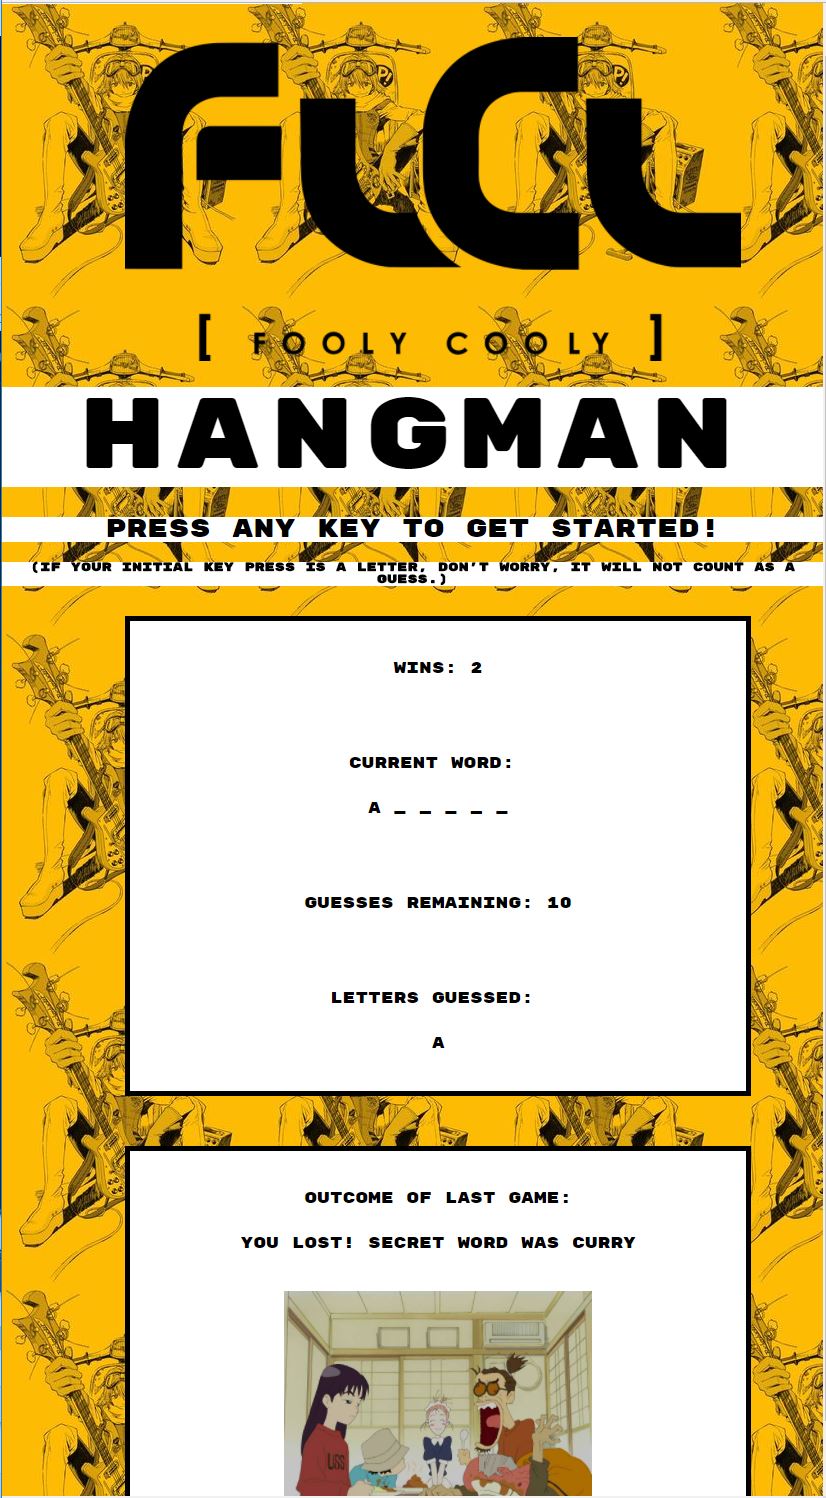 FLCL
[ FOOLY COOLY ]
HANGMAN
PRESS ANY KEY TO GET STARTED!
(IF YOUR INITIAL KEY PRESS IS A LETTER, DON'T WORRY, IT WILL NOT COUNT AS A
GUESS.)
WINS: 2
CURRENT WORD:
A _ _ _ _ _
GUESSES REMAINING: 10
LETTERS GUESSED:
A
OUTCOME OF LAST GAME:
YOU LOST! SECRET WORD WAS CURRY